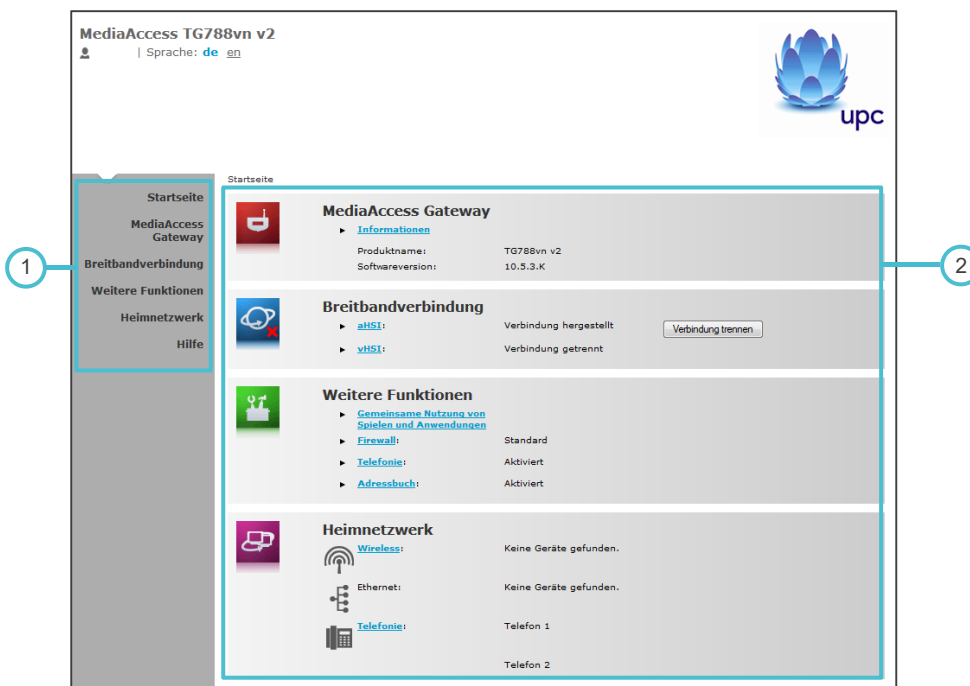 MediaAccess TG788vn v2
| Sprache: de en
upc
Startseite
Startseite
MediaAccess
Gateway
Breitbandverbindung
Weitere Funktionen
Heimnetzwerk
Hilfe
1
MediaAccess Gateway
Informationen
Produktname: TG788vn v2
Softwareversion: 10.5.3.K
2
Breitbandverbindung
aHSI: Verbindung hergestellt Verbindung trennen
vHSI: Verbindung getrennt
Weitere Funktionen
Gemeinsame Nutzung von
Spielen und Anwendungen
Firewall: Standard
Telefonie: Aktiviert
Adressbuch: Aktiviert
Heimnetzwerk
Wireless: Keine Geräte gefunden.
Ethernet: Keine Geräte gefunden.
Telefonie: Telefon 1
Telefon 2